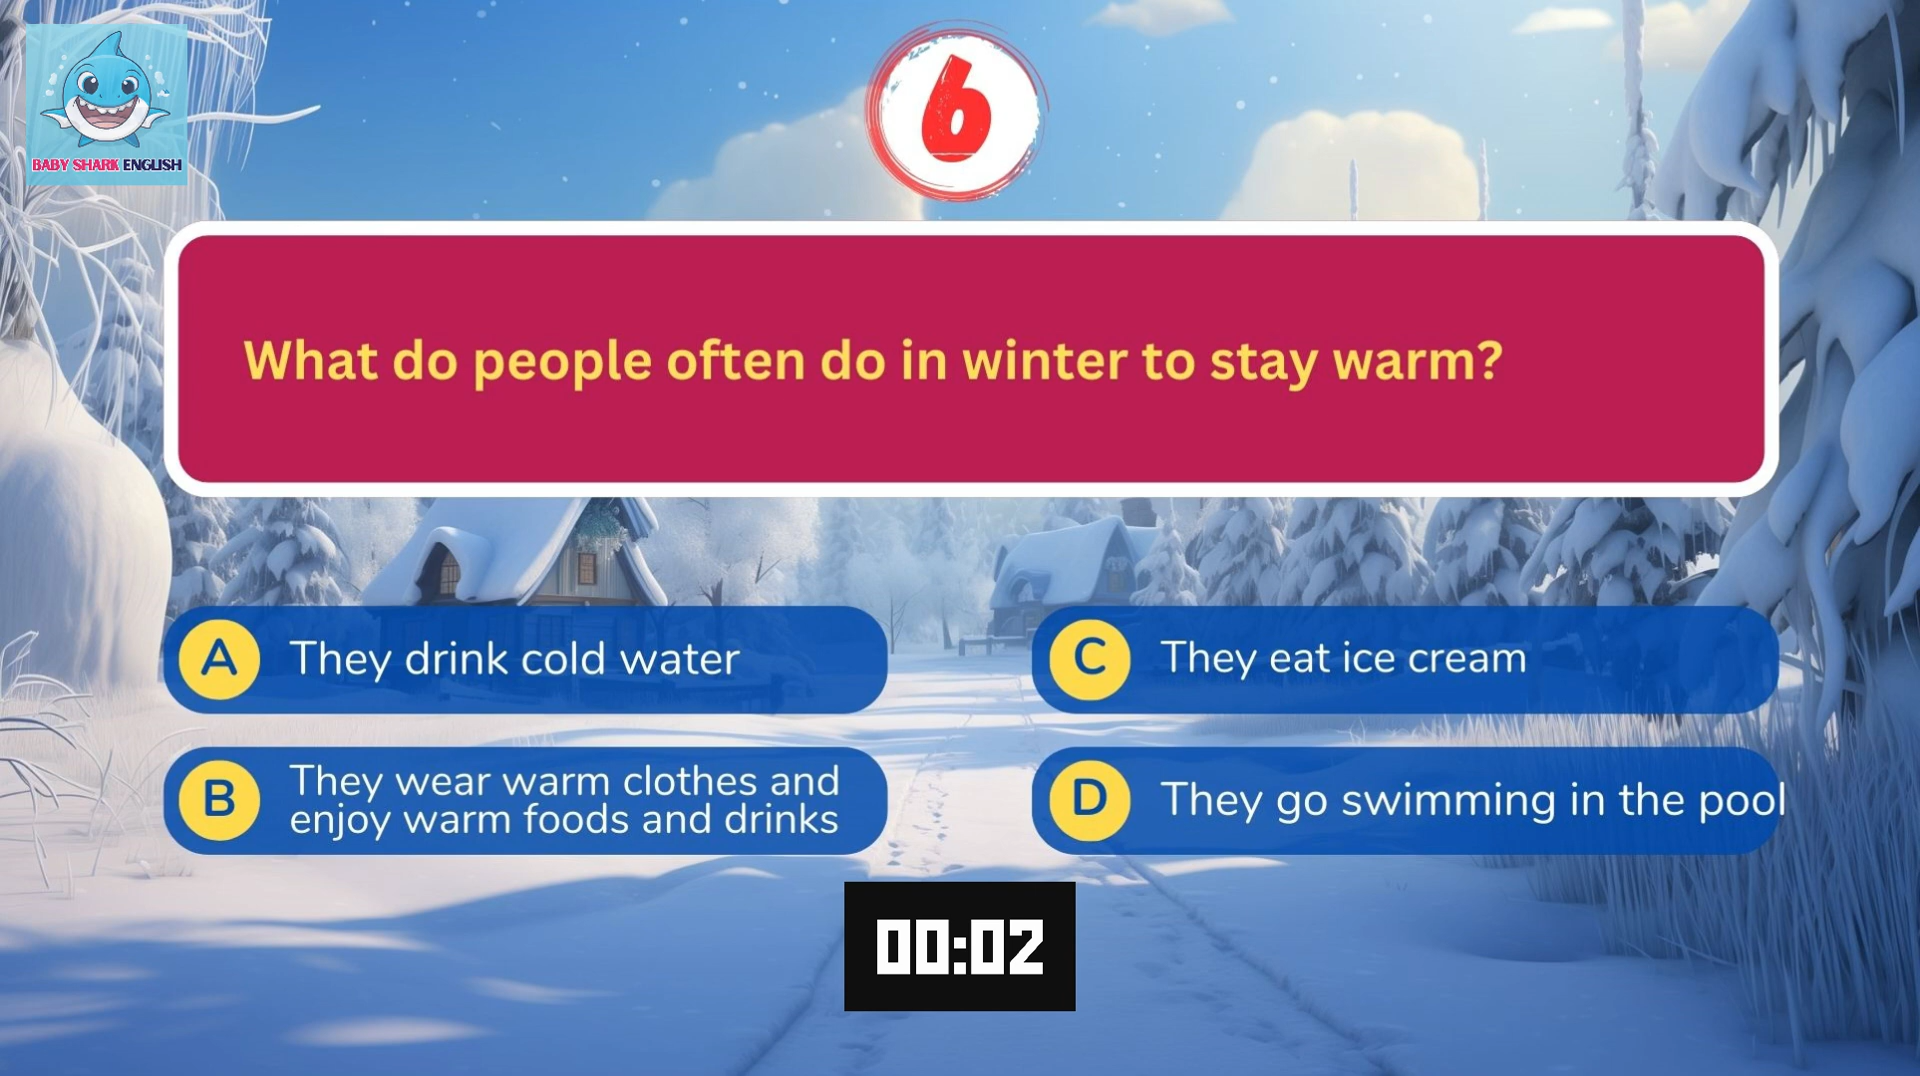 BABY SHARK ENGLISH
6
What do people often do in winter to stay warm?
A They drink cold water
B They wear warm clothes and
enjoy warm foods and drinks
C They eat ice cream
D They go swimming in the pool
00:02